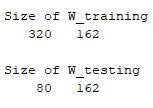 Size of W_training
320 162
Size of W_testing
80 162